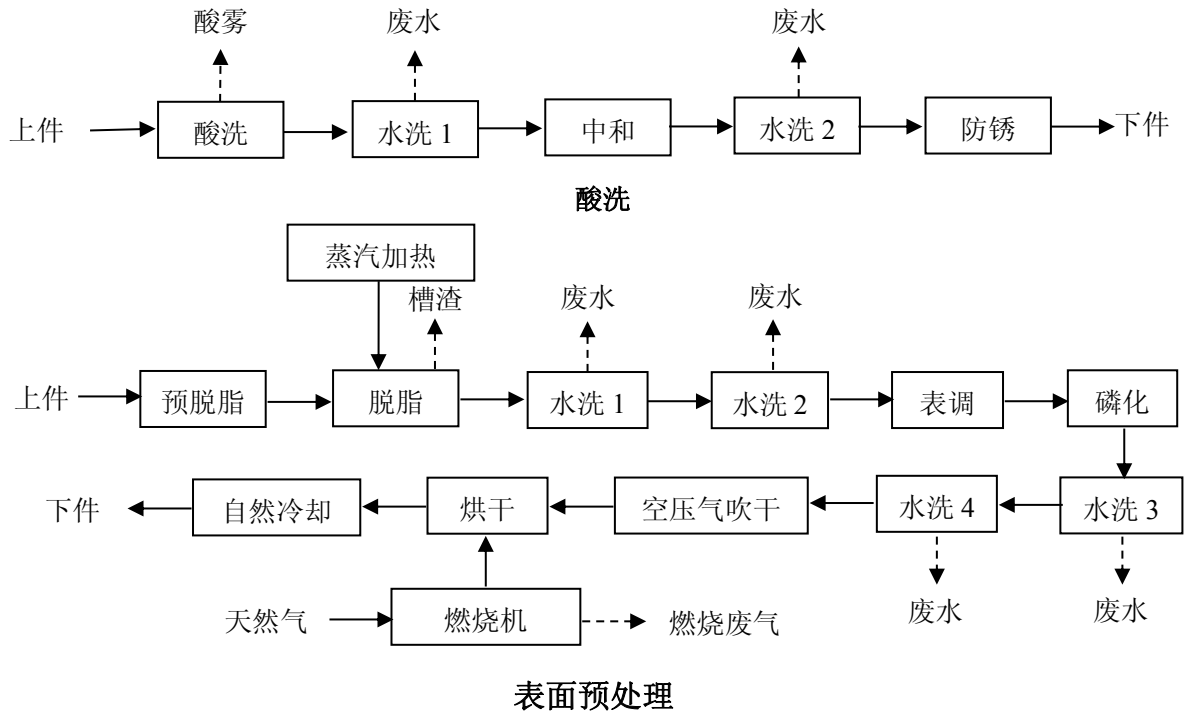 酸雾 废水 废水
上件 酸洗 水洗 1 中和 水洗 2 防锈 下件
酸洗
蒸汽加热
槽渣 废水 废水
上件 预脱脂 脱脂 水洗 1 水洗 2 表调 磷化
下件 自然冷却 烘干 空压气吹干 水洗 4 水洗 3
天然气 燃烧机 燃烧废气 废水 废水
表面预处理